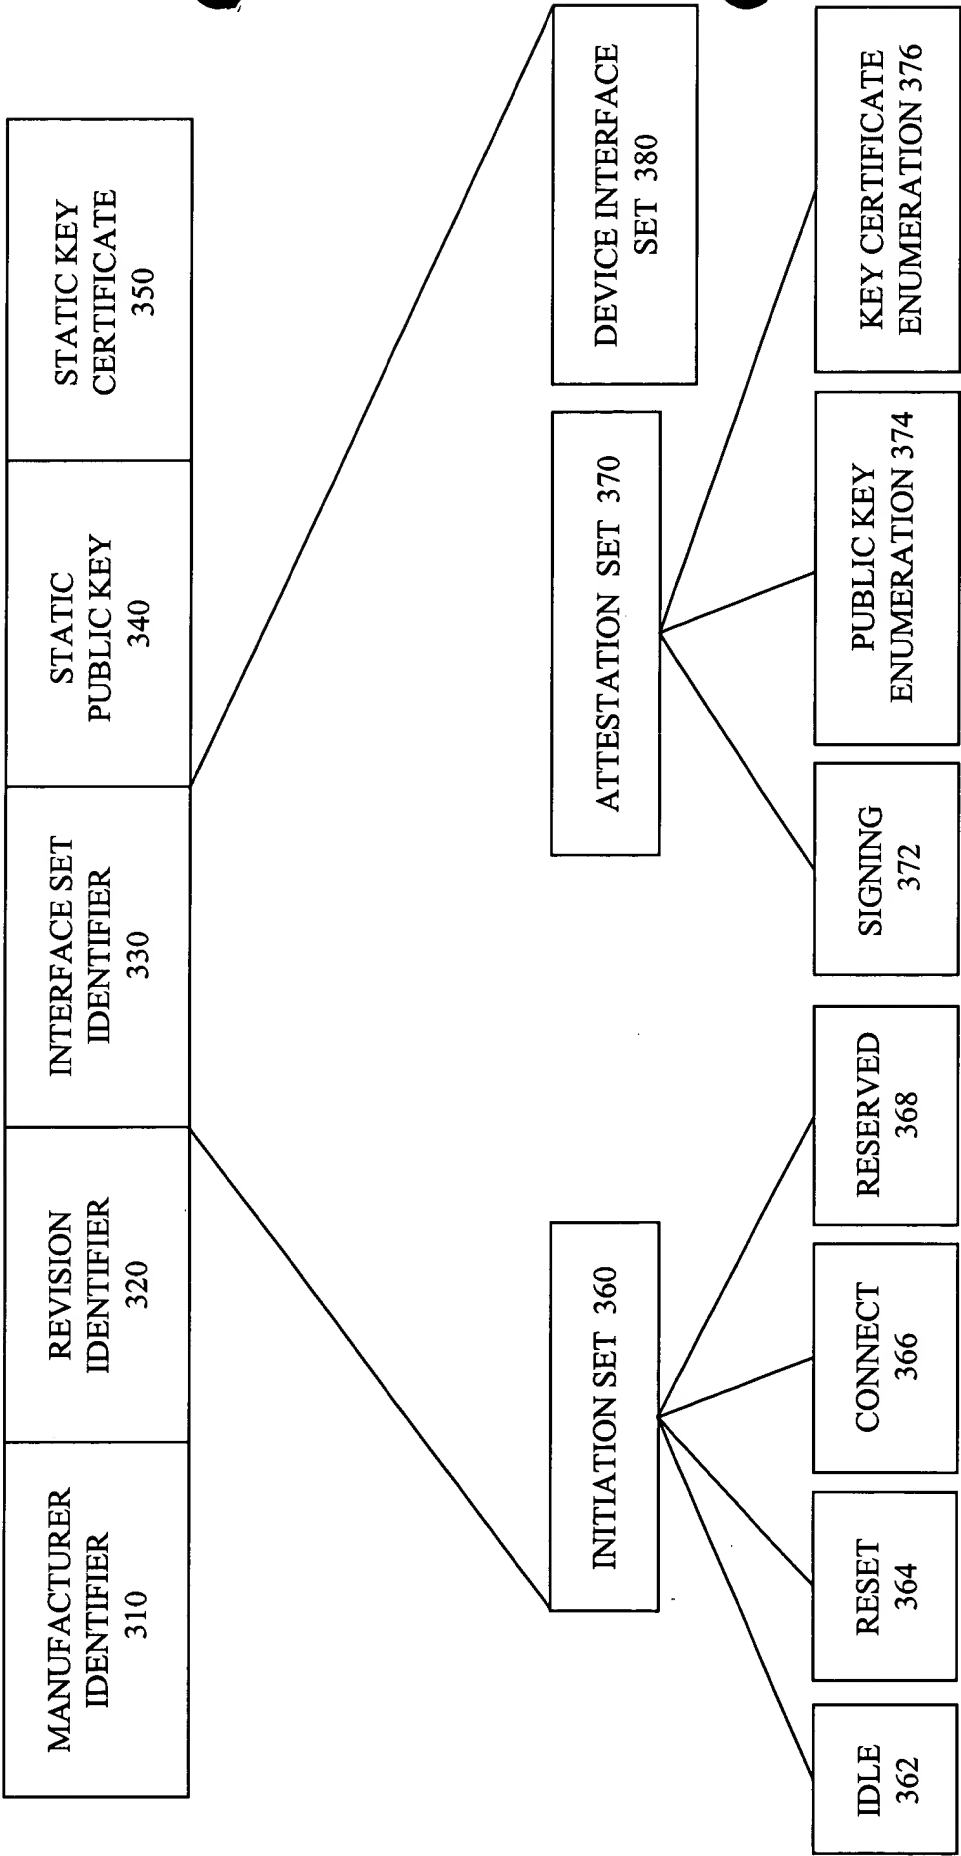 MANUFACTURER
IDENTIFIER
310
REVISION
IDENTIFIER
320
INTERFACE SET
IDENTIFIER
330
STATIC
PUBLIC KEY
340
STATIC KEY
CERTIFICATE
350
INITIATION SET 360
ATTESTATION SET 370
DEVICE INTERFACE
SET 380
IDLE
362
RESET
364
CONNECT
366
RESERVED
368
SIGNING
372
PUBLIC KEY
ENUMERATION 374
KEY CERTIFICATE
ENUMERATION 376